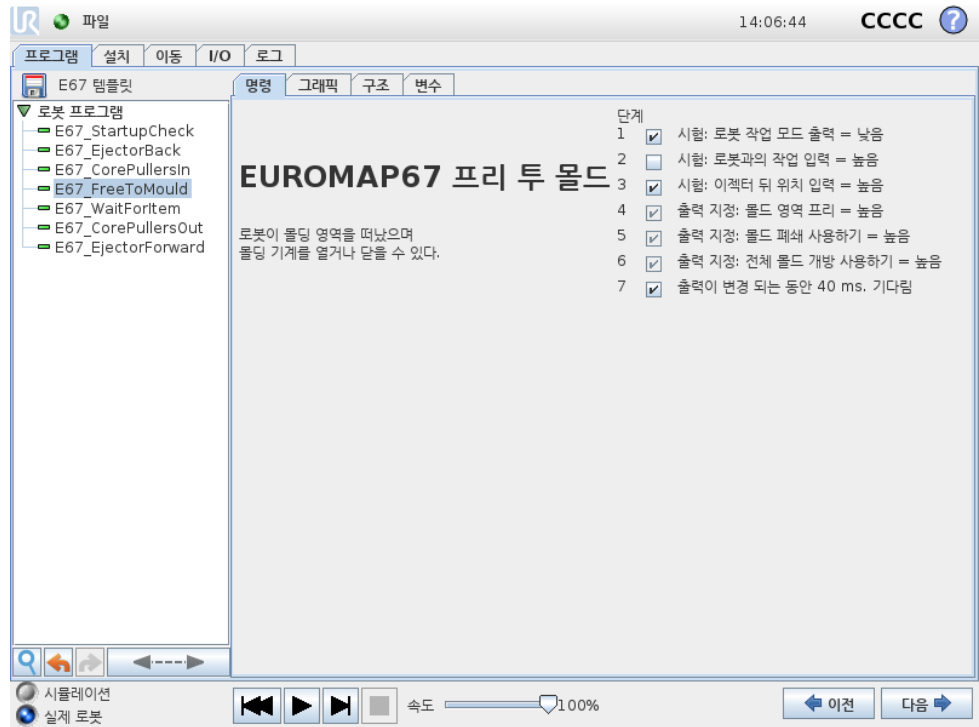 UR 파일 14:06:44 CCCC ?
프로그램 설치 이동 I/O 로그
E67 템플릿
명령 그래픽 구조 변수
로봇 프로그램
E67_StartupCheck
E67_EjectorBack
E67_CorePullersIn
E67_FreeToMould
E67_WaitForItem
E67_CorePullersOut
E67_EjectorForward
EUROMAP67 프리 투 몰드
로봇이 몰딩 영역을 떠났으며
몰딩 기계를 열거나 닫을 수 있다.
단계
1 시험: 로봇 작업 모드 출력 = 낮음
2 시험: 로봇과의 작업 입력 = 높음
3 시험: 이젝터 뒤 위치 입력 = 높음
4 출력 지정: 몰드 영역 프리 = 높음
5 출력 지정: 몰드 폐쇄 사용하기 = 높음
6 출력 지정: 전체 몰드 개방 사용하기 = 높음
7 출력이 변경 되는 동안 40 ms. 기다림
시뮬레이션
실제 로봇
속도 100%
이전 다음